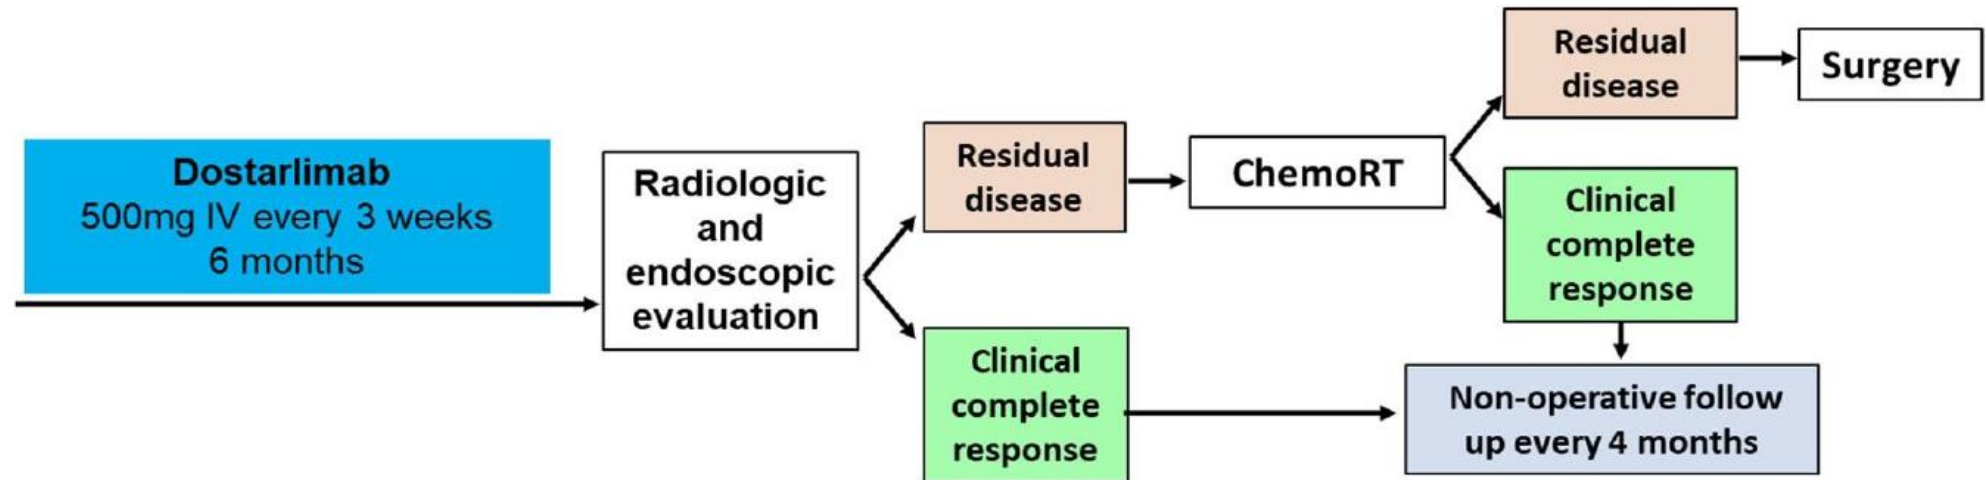 Dostarlimab
500mg IV every 3 weeks
6 months
Radiologic
and
endoscopic
evaluation
Residual
disease
ChemoRT
Residual
disease
Surgery
Clinical
complete
response
Clinical
complete
response
Non-operative follow
up every 4 months